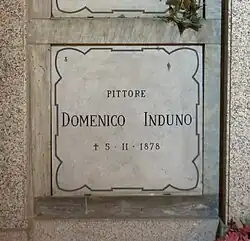 PITTORE
DOMENICO INDUNO
† 5 - II - 1878